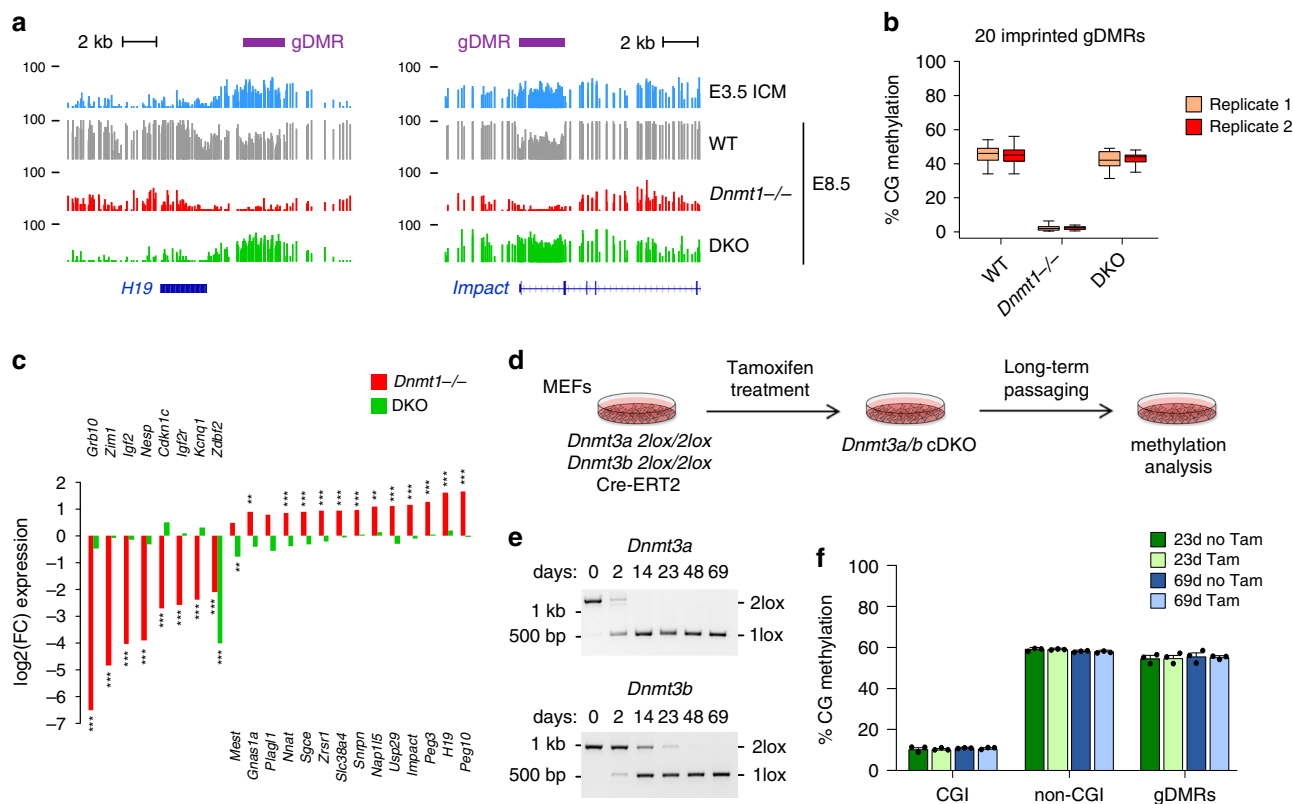 a
2 kb
gDMR
gDMR
2 kb
100
100
E3.5 ICM
100
100
WT
100
100
Dnmt1–/–
E8.5
100
100
DKO
H19
Impact
b
20 imprinted gDMRs
% CG methylation
100
80
60
40
20
0
WT
Dnmt1–/–
DKO
Replicate 1
Replicate 2
c
Dnmt1–/–
DKO
Grb10
Zim1
Igf2
Nesp
Cdkn1c
Igf2r
Kcnq1
Zdbf2
log2(FC) expression
2
1
0
–1
–2
–3
–4
–5
–6
–7
***
***
***
***
***
***
***
***
***
**
**
***
***
***
***
***
**
***
***
***
***
***
Mest
Gnas1a
Plagl1
Nnat
Sgce
Zrsr1
Slc38a4
Snrpn
Nap1l5
Usp29
Impact
Peg3
H19
Peg10
d
MEFs
Tamoxifen
treatment
Long-term
passaging
Dnmt3a 2lox/2lox
Dnmt3b 2lox/2lox
Cre-ERT2
Dnmt3a/b cDKO
methylation
analysis
e
Dnmt3a
days: 0 2 14 23 48 69
1 kb
500 bp
2lox
1lox
Dnmt3b
days: 0 2 14 23 48 69
1 kb
500 bp
2lox
1lox
f
23d no Tam
23d Tam
69d no Tam
69d Tam
% CG methylation
100
80
60
40
20
0
CGI
non-CGI
gDMRs